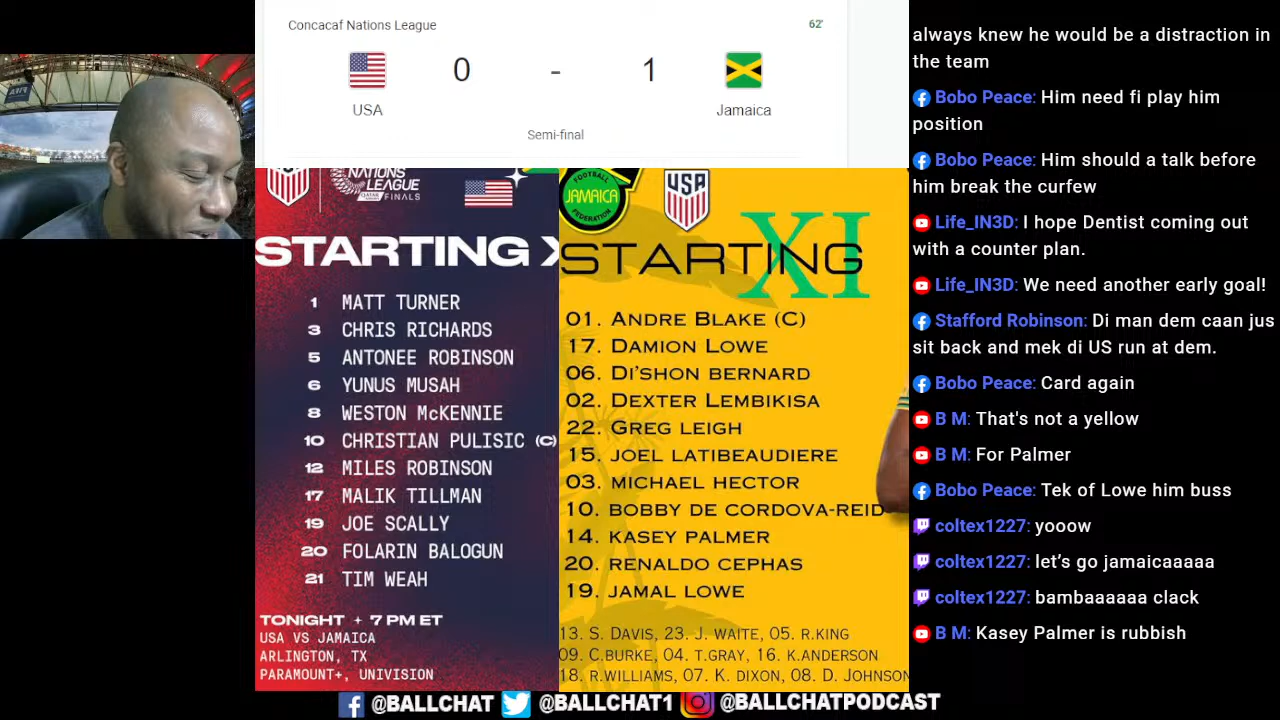 Concacaf Nations League
62'
USA
0 - 1
Jamaica
Semi-final
NATIONS
LEAGUE
FINALS
USA
STARTING
1 MATT TURNER
3 CHRIS RICHARDS
5 ANTONEE ROBINSON
6 YUNUS MUSAH
8 WESTON McKENNIE
10 CHRISTIAN PULISIC (C)
12 MILES ROBINSON
17 MALIK TILLMAN
19 JOE SCALLY
20 FOLARIN BALOGUN
21 TIM WEAH
TONIGHT + 7 PM ET
USA VS JAMAICA
ARLINGTON, TX
PARAMOUNT+, UNIVISION
FOOTBALL
JAMAICA
FEDERATION
USA
STARTING
XI
01. ANDRE BLAKE (C)
17. DAMION LOWE
06. DI'SHON BERNARD
02. DEXTER LEMBIKISA
22. GREG LEIGH
15. JOEL LATIBEAUDIERE
03. MICHAEL HECTOR
10. BOBBY DE CORDOVA-REID
14. KASEY PALMER
20. RENALDO CEPHAS
19. JAMAL LOWE
13. S. DAVIS, 23. J. WAITE, 05. R.KING
09. C.BURKE, 04. T.GRAY, 16. K.ANDERSON
18. R.WILLIAMS, 07. K. DIXON, 08. D. JOHNSON
always knew he would be a distraction in
the team
Bobo Peace: Him need fi play him
position
Bobo Peace: Him should a talk before
him break the curfew
Life_IN3D: I hope Dentist coming out
with a counter plan.
Life_IN3D: We need another early goal!
Stafford Robinson: Di man dem caan jus
sit back and mek di US run at dem.
Bobo Peace: Card again
B M: That's not a yellow
B M: For Palmer
Bobo Peace: Tek of Lowe him buss
coltex1227: yooow
coltex1227: let's go jamaicaaaaa
coltex1227: bambaaaaaa clack
B M: Kasey Palmer is rubbish
@BALLCHAT @BALLCHAT1 @BALLCHATPODCAST